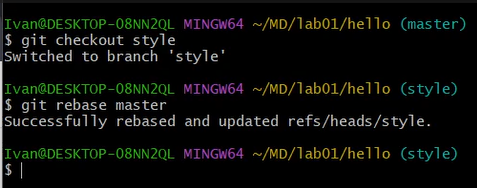 Ivan@DESKTOP-08NN2QL MINGW64 ~/MD/lab01/hello (master)
$ git checkout style
Switched to branch 'style'
Ivan@DESKTOP-08NN2QL MINGW64 ~/MD/lab01/hello (style)
$ git rebase master
Successfully rebased and updated refs/heads/style.
Ivan@DESKTOP-08NN2QL MINGW64 ~/MD/lab01/hello (style)
$